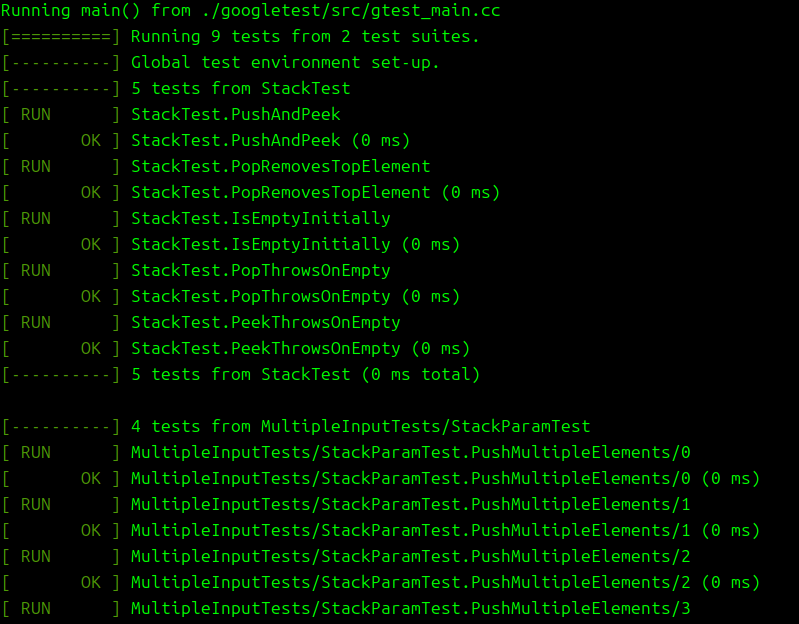 Running main() from ./googletest/src/gtest_main.cc
[==========] Running 9 tests from 2 test suites.
[----------] Global test environment set-up.
[----------] 5 tests from StackTest
[ RUN      ] StackTest.PushAndPeek
[       OK ] StackTest.PushAndPeek (0 ms)
[ RUN      ] StackTest.PopRemovesTopElement
[       OK ] StackTest.PopRemovesTopElement (0 ms)
[ RUN      ] StackTest.IsEmptyInitially
[       OK ] StackTest.IsEmptyInitially (0 ms)
[ RUN      ] StackTest.PopThrowsOnEmpty
[       OK ] StackTest.PopThrowsOnEmpty (0 ms)
[ RUN      ] StackTest.PeekThrowsOnEmpty
[       OK ] StackTest.PeekThrowsOnEmpty (0 ms)
[----------] 5 tests from StackTest (0 ms total)

[----------] 4 tests from MultipleInputTests/StackParamTest
[ RUN      ] MultipleInputTests/StackParamTest.PushMultipleElements/0
[       OK ] MultipleInputTests/StackParamTest.PushMultipleElements/0 (0 ms)
[ RUN      ] MultipleInputTests/StackParamTest.PushMultipleElements/1
[       OK ] MultipleInputTests/StackParamTest.PushMultipleElements/1 (0 ms)
[ RUN      ] MultipleInputTests/StackParamTest.PushMultipleElements/2
[       OK ] MultipleInputTests/StackParamTest.PushMultipleElements/2 (0 ms)
[ RUN      ] MultipleInputTests/StackParamTest.PushMultipleElements/3